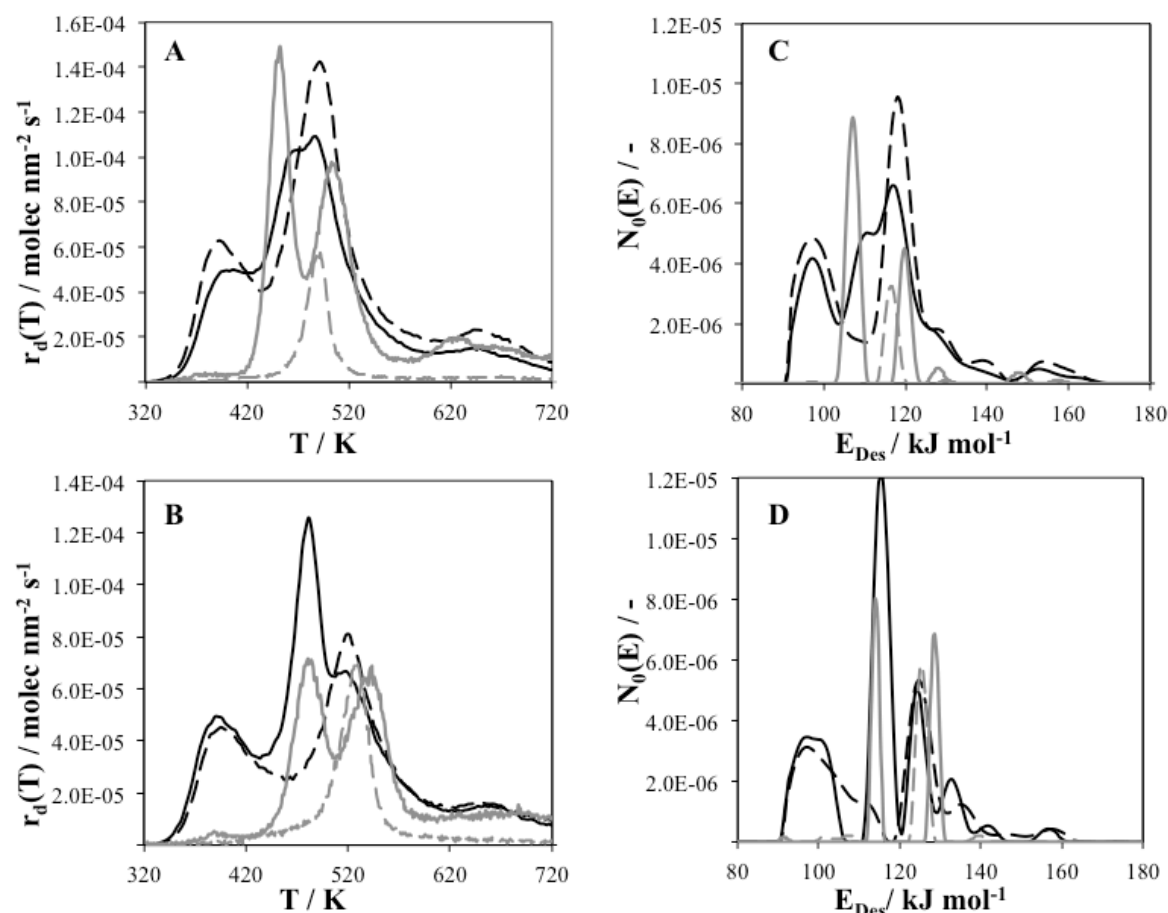 A
r_d(T) / molec nm⁻² s⁻¹
1.6E-04
1.4E-04
1.2E-04
1.0E-04
8.0E-05
6.0E-05
4.0E-05
2.0E-05
320 420 520 620 720
T / K
C
N₀(E) / -
1.2E-05
1.0E-05
8.0E-06
6.0E-06
4.0E-06
2.0E-06
80 100 120 140 160 180
E_Des / kJ mol⁻¹
B
r_d(T) / molec nm⁻² s⁻¹
1.4E-04
1.2E-04
1.0E-04
8.0E-05
6.0E-05
4.0E-05
2.0E-05
320 420 520 620 720
T / K
D
N₀(E) / -
1.2E-05
1.0E-05
8.0E-06
6.0E-06
4.0E-06
2.0E-06
80 100 120 140 160 180
E_Des / kJ mol⁻¹